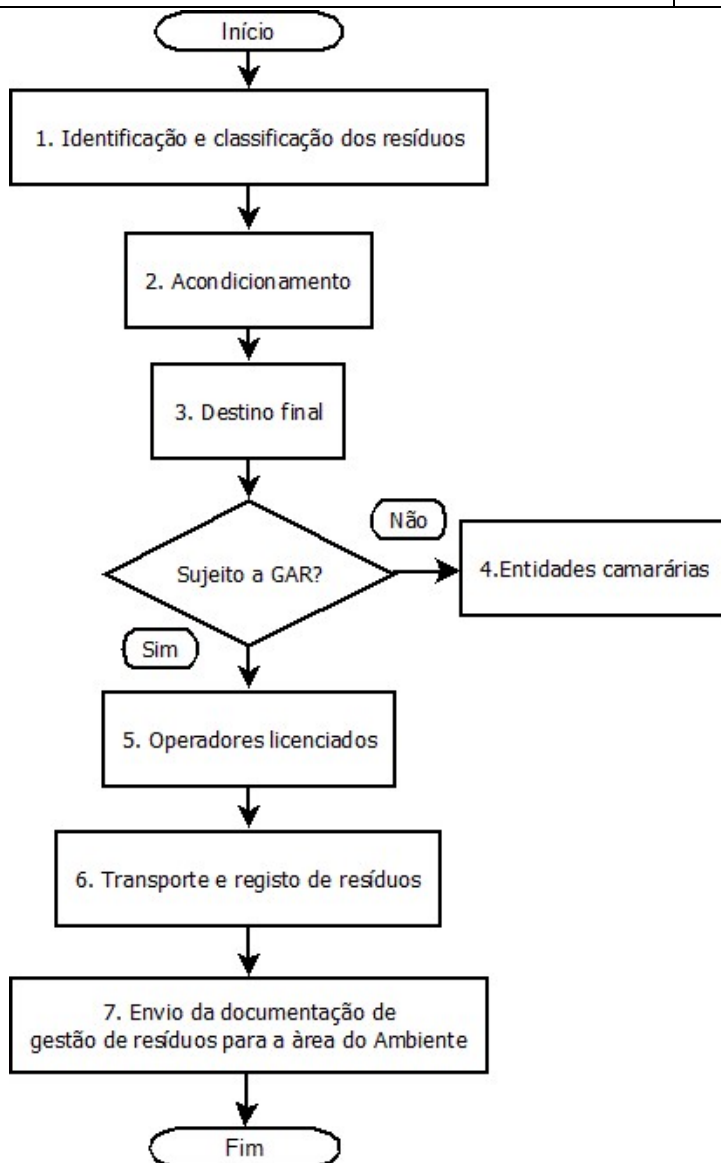 Início
1. Identificação e classificação dos resíduos
2. Acondicionamento
3. Destino final
Não
Sujeito a GAR?
4.Entidades camarárias
Sim
5. Operadores licenciados
6. Transporte e registo de resíduos
7. Envio da documentação de
gestão de resíduos para a àrea do Ambiente
Fim